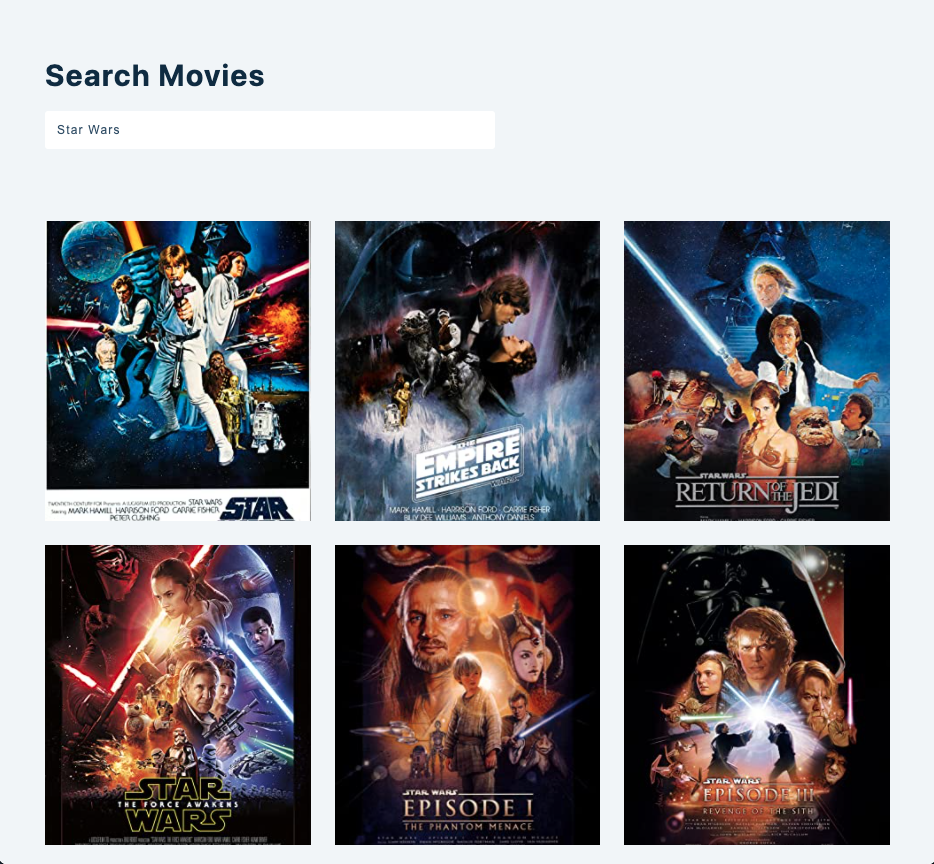 Search Movies
Star Wars
TWENTIETH CENTURY-FOX Presents A LUCASFILM LTD PRODUCTION STAR WARS
Starring MARK HAMILL HARRISON FORD CARRIE FISHER
PETER CUSHING
STAR
THE
EMPIRE
STRIKES BACK
WARS
MARK HAMILL · HARRISON FORD · CARRIE FISHER
BILLY DEE WILLIAMS · ANTHONY DANIELS
STAR WARS
RETURN OF THE JEDI
STAR
THE FORCE AWAKENS
WARS
STAR WARS
EPISODE I
THE PHANTOM MENACE
STAR WARS
EPISODE III
REVENGE OF THE SITH